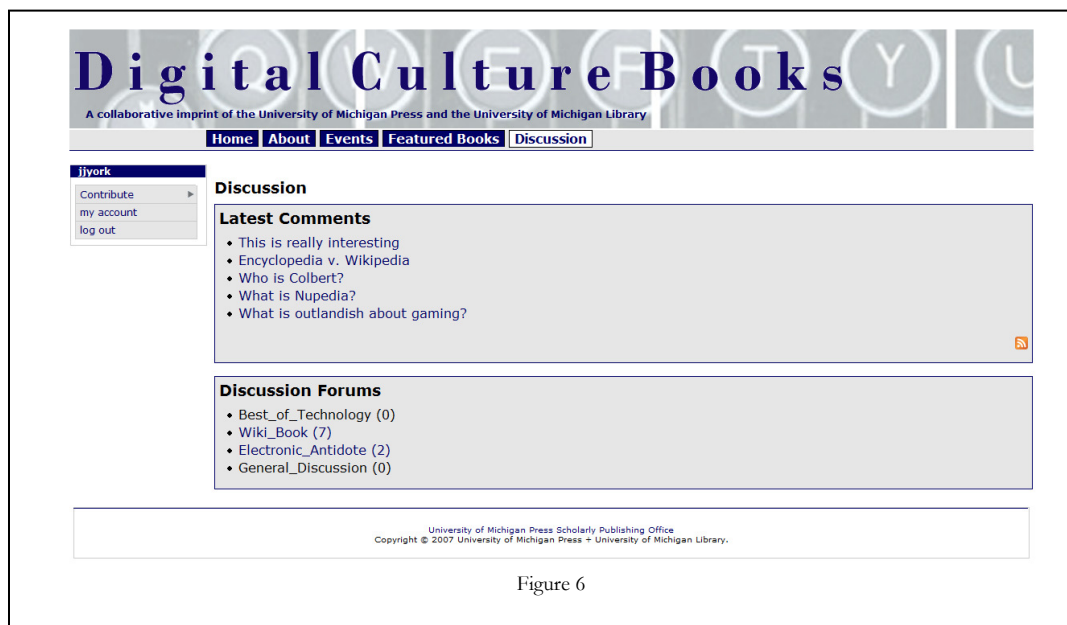 Digital Culture Books
A collaborative imprint of the University of Michigan Press and the University of Michigan Library
Home About Events Featured Books Discussion
jjyork
Contribute
my account
log out
Discussion
Latest Comments
This is really interesting
Encyclopedia v. Wikipedia
Who is Colbert?
What is Nupedia?
What is outlandish about gaming?
Discussion Forums
Best_of_Technology (0)
Wiki_Book (7)
Electronic_Antidote (2)
General_Discussion (0)
University of Michigan Press Scholarly Publishing Office
Copyright © 2007 University of Michigan Press + University of Michigan Library.
Figure 6